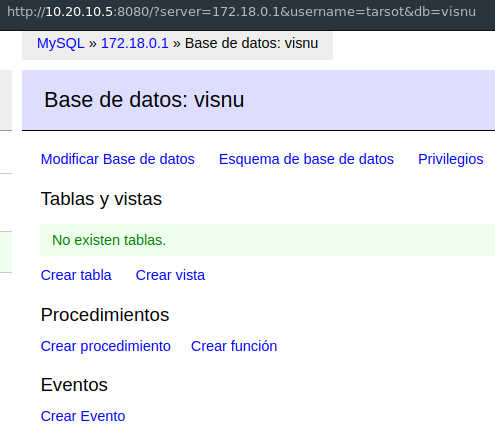 http://10.20.10.5:8080/?server=172.18.0.1&username=tarsot&db=visnu
MySQL » 172.18.0.1 » Base de datos: visnu
Base de datos: visnu
Modificar Base de datos Esquema de base de datos Privilegios
Tablas y vistas
No existen tablas.
Crear tabla Crear vista
Procedimientos
Crear procedimiento Crear función
Eventos
Crear Evento